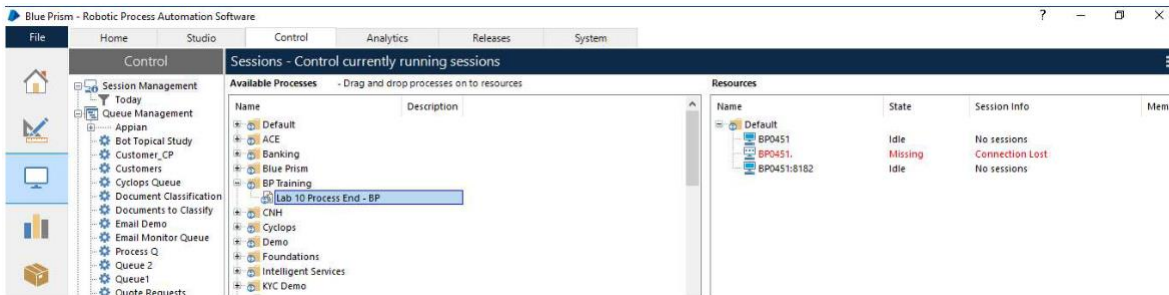 Blue Prism - Robotic Process Automation Software
?
File Home Studio Control Analytics Releases System
Control
Session Management
Today
Queue Management
Appian
Bot Topical Study
Customer_CP
Customers
Cyclops Queue
Document Classification
Documents to Classify
Email Demo
Email Monitor Queue
Process Q
Queue 2
Queue1
Quote Requests
Sessions - Control currently running sessions
Available Processes - Drag and drop processes on to resources
Name Description
Default
ACE
Banking
Blue Prism
BP Training
Lab 10 Process End - BP
CNH
Cyclops
Demo
Foundations
Intelligent Services
KYC Demo
Resources
Name State Session Info Mem
Default
BP0451 Idle No sessions
BP0451. Missing Connection Lost
BP0451:8182 Idle No sessions